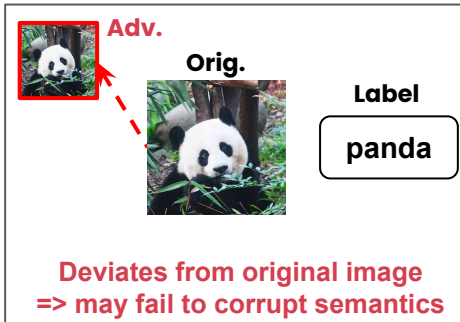 Adv.
Orig.
Label
panda
Deviates from original image
=> may fail to corrupt semantics